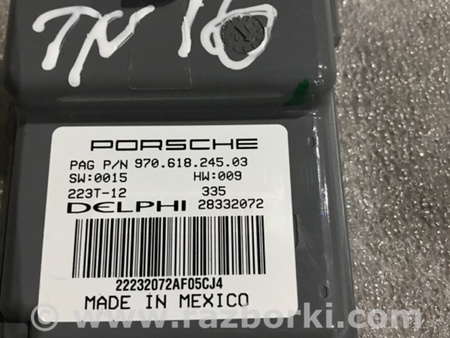 TN 16
PORSCHE
PAG P/N 970.618.245.03
SW:0015 HW:009
223T-12 335
DELPHI 28332072
22232072AF05CJ4
MADE IN MEXICO
www.razborki.com